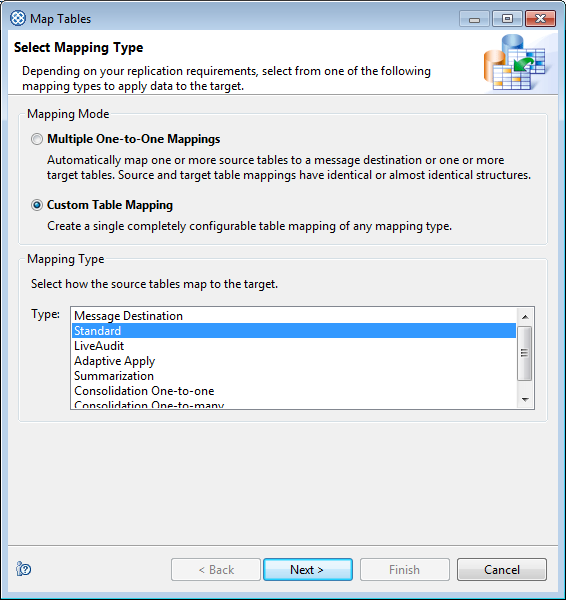 Map Tables
Select Mapping Type
Depending on your replication requirements, select from one of the following
mapping types to apply data to the target.
Mapping Mode
Multiple One-to-One Mappings
Automatically map one or more source tables to a message destination or one or more
target tables. Source and target table mappings have identical or almost identical structures.
Custom Table Mapping
Create a single completely configurable table mapping of any mapping type.
Mapping Type
Select how the source tables map to the target.
Type:
Message Destination
Standard
LiveAudit
Adaptive Apply
Summarization
Consolidation One-to-one
Consolidation One-to-many
< Back
Next >
Finish
Cancel